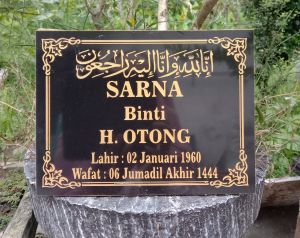 إنا لله وإنا إليه راجعون
SARNA
Binti
H. OTONG
Lahir : 02 Januari 1960
Wafat : 06 Jumadil Akhir 1444